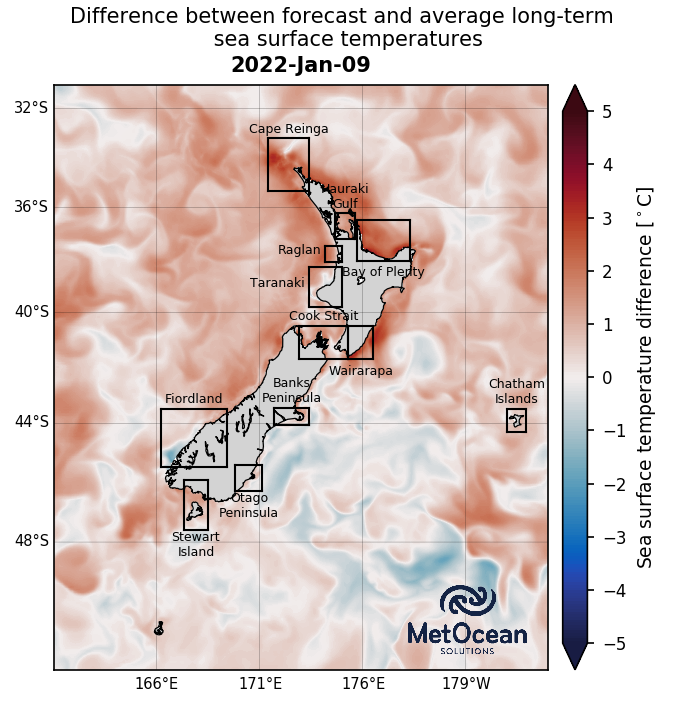 Difference between forecast and average long-term
sea surface temperatures
2022-Jan-09
32°S
36°S
40°S
44°S
48°S
Cape Reinga
Hauraki
Gulf
Raglan
Bay of Plenty
Taranaki
Cook Strait
Wairarapa
Banks
Peninsula
Chatham
Islands
Fiordland
Otago
Peninsula
Stewart
Island
MetOcean
SOLUTIONS
166°E
171°E
176°E
179°W
5
4
3
2
1
0
−1
−2
−3
−4
−5
Sea surface temperature difference [°C]